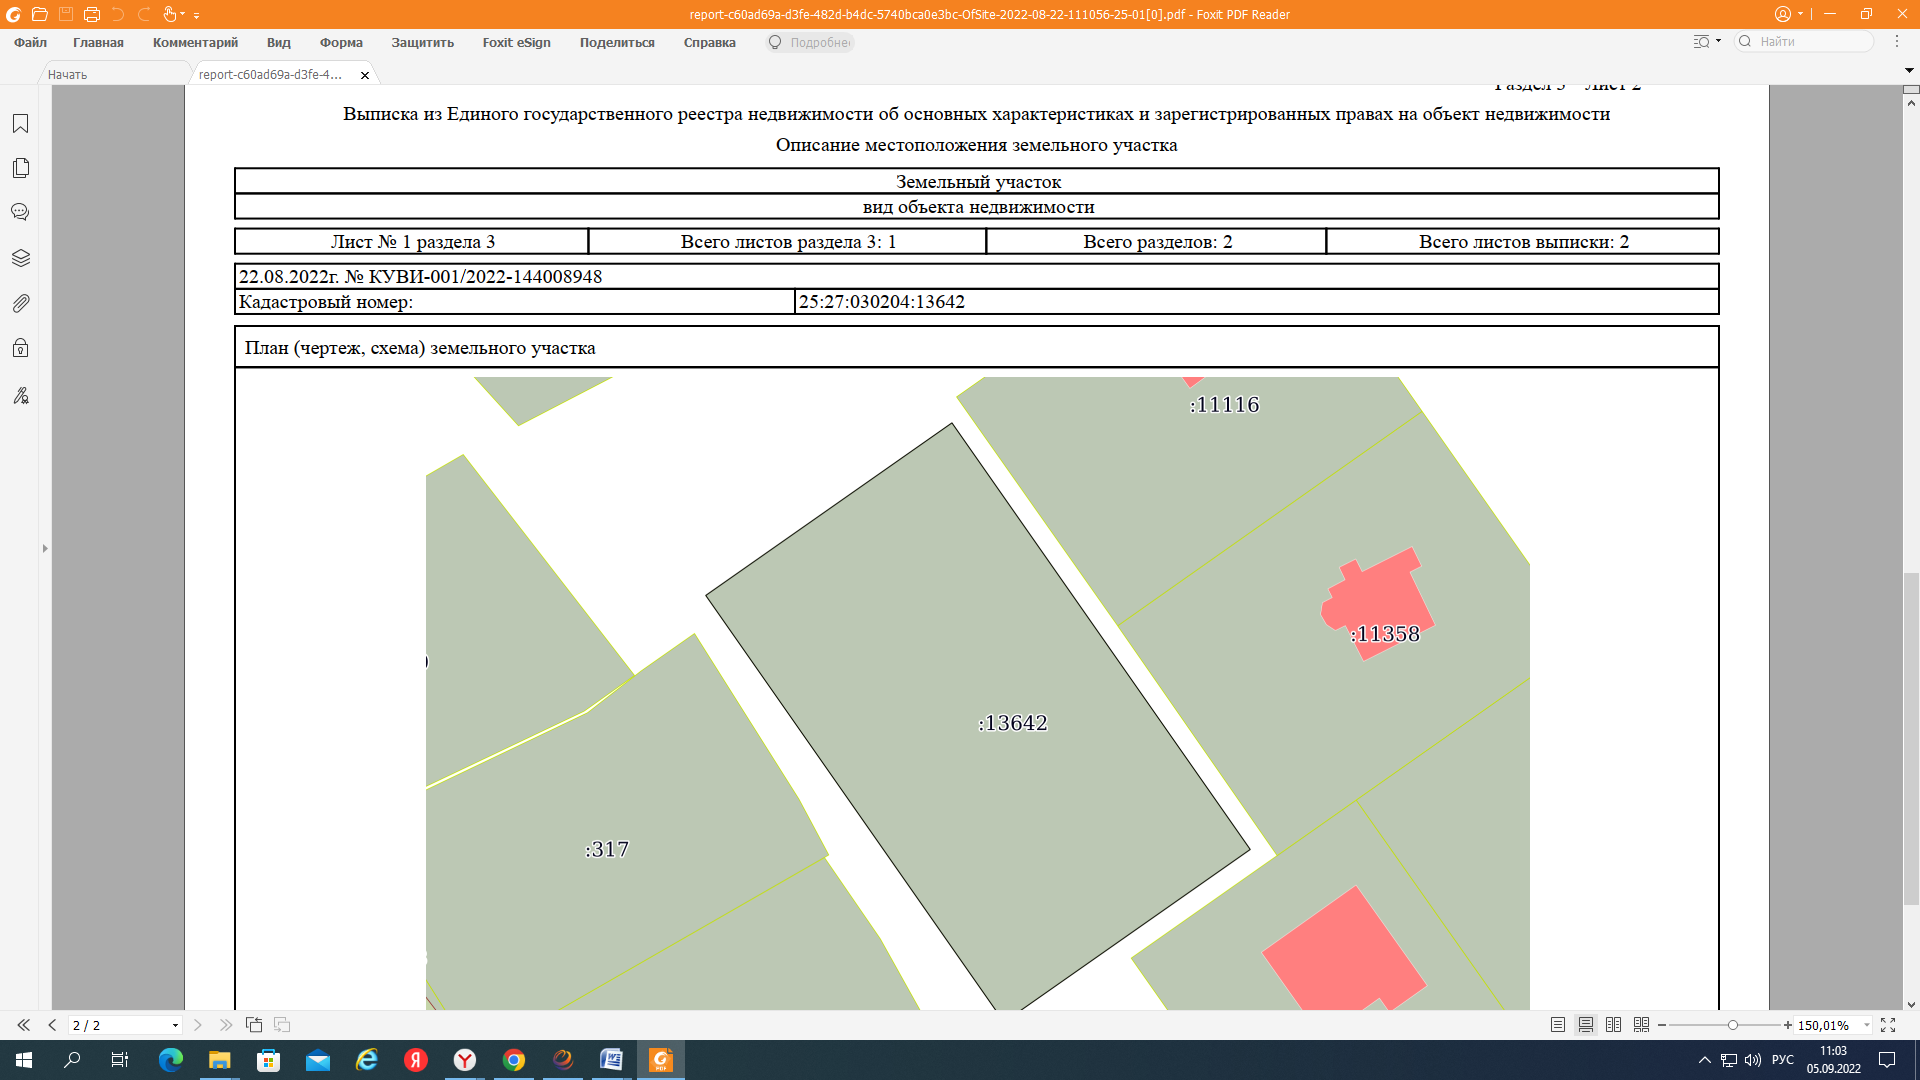 report-c60ad69a-d3fe-482d-b4dc-5740bca0e3bc-OfSite-2022-08-22-111056-25-01[0].pdf - Foxit PDF Reader
Файл Главная Комментарий Вид Форма Защитить Foxit eSign Поделиться Справка Подробнее Найти
Начать report-c60ad69a-d3fe-4...
Раздел 3 Лист 2
Выписка из Единого государственного реестра недвижимости об основных характеристиках и зарегистрированных правах на объект недвижимости
Описание местоположения земельного участка
Земельный участок
вид объекта недвижимости
Лист № 1 раздела 3 Всего листов раздела 3: 1 Всего разделов: 2 Всего листов выписки: 2
22.08.2022г. № КУВИ-001/2022-144008948
Кадастровый номер: 25:27:030204:13642
План (чертеж, схема) земельного участка
:11116
:11358
:13642
:317
2 / 2 150,01%
РУС 11:03
05.09.2022